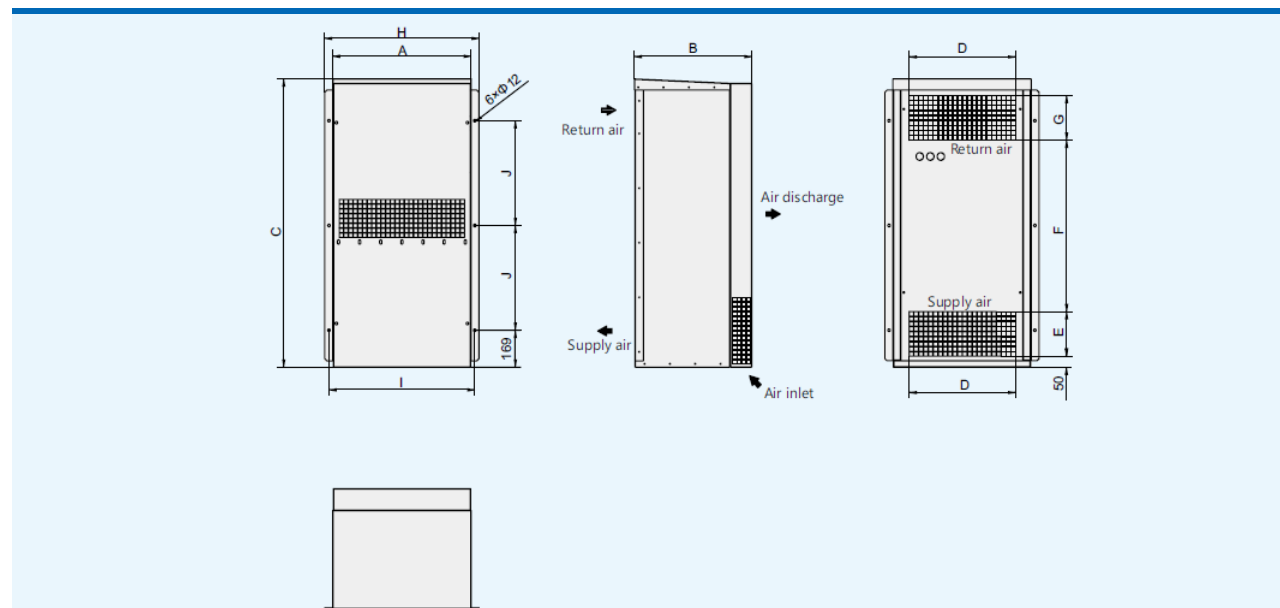 H
A
6×Φ12
C
J
J
169
I
B
Return air
Air discharge
Supply air
Air inlet
D
G
Return air
F
Supply air
E
D
50